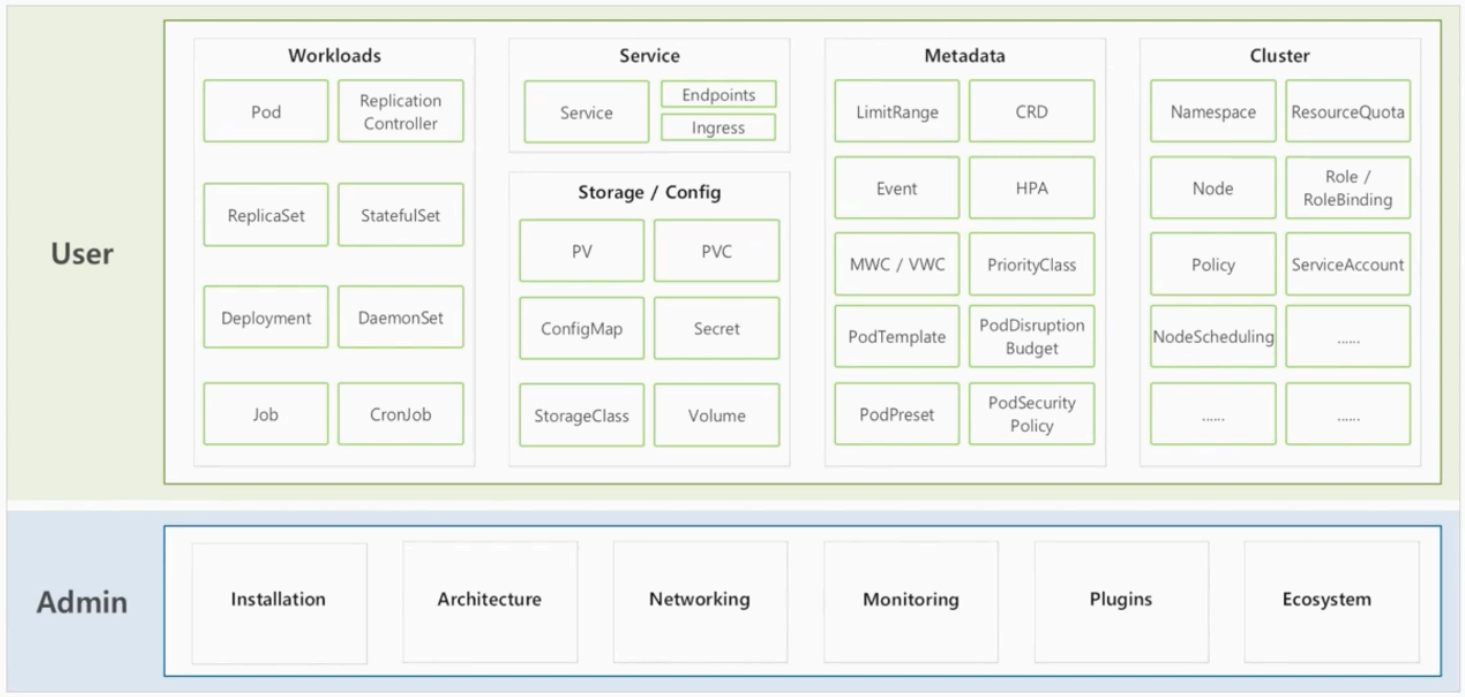 User
Workloads
Pod
Replication
Controller
ReplicaSet
StatefulSet
Deployment
DaemonSet
Job
CronJob
Service
Service
Endpoints
Ingress
Storage / Config
PV
PVC
ConfigMap
Secret
StorageClass
Volume
Metadata
LimitRange
CRD
Event
HPA
MWC / VWC
PriorityClass
PodTemplate
PodDisruption
Budget
PodPreset
PodSecurity
Policy
Cluster
Namespace
ResourceQuota
Node
Role /
RoleBinding
Policy
ServiceAccount
NodeScheduling
......
......
......
Admin
Installation
Architecture
Networking
Monitoring
Plugins
Ecosystem